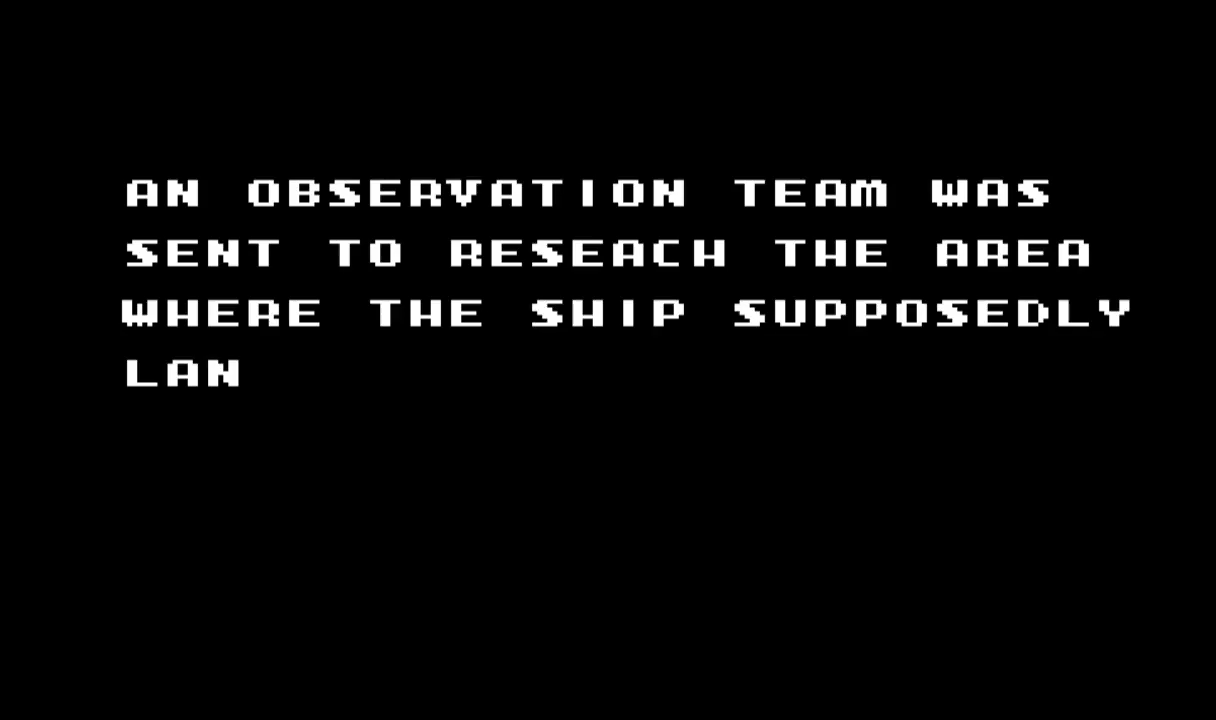 AN OBSERVATION TEAM WAS
SENT TO RESEACH THE AREA
WHERE THE SHIP SUPPOSEDLY
LAN